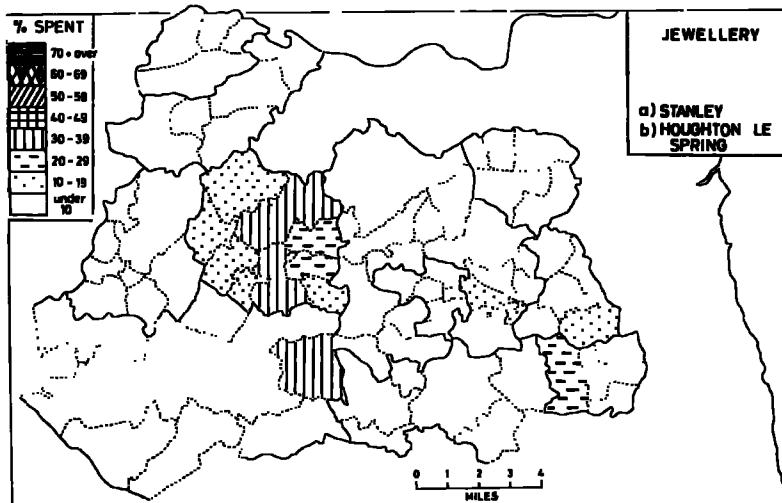 % SPENT
70 + over
60 - 69
50 - 59
40 - 49
30 - 39
20 - 29
10 - 19
under
10
JEWELLERY
a) STANLEY
b) HOUGHTON LE
SPRING
0 1 2 3 4
MILES